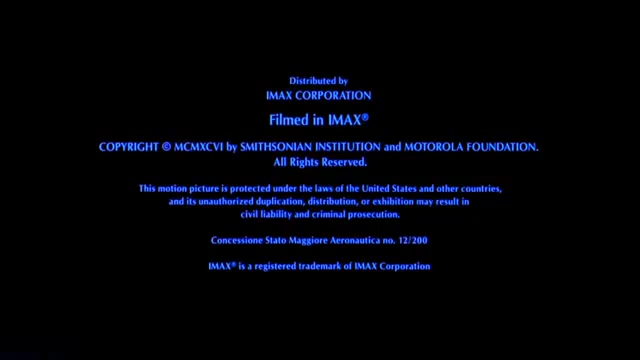 Distributed by
IMAX CORPORATION
Filmed in IMAX®
COPYRIGHT © MCMXCVI by SMITHSONIAN INSTITUTION and MOTOROLA FOUNDATION.
All Rights Reserved.
This motion picture is protected under the laws of the United States and other countries,
and its unauthorized duplication, distribution, or exhibition may result in
civil liability and criminal prosecution.
Concessione Stato Maggiore Aeronautica no. 12/200
IMAX® is a registered trademark of IMAX Corporation